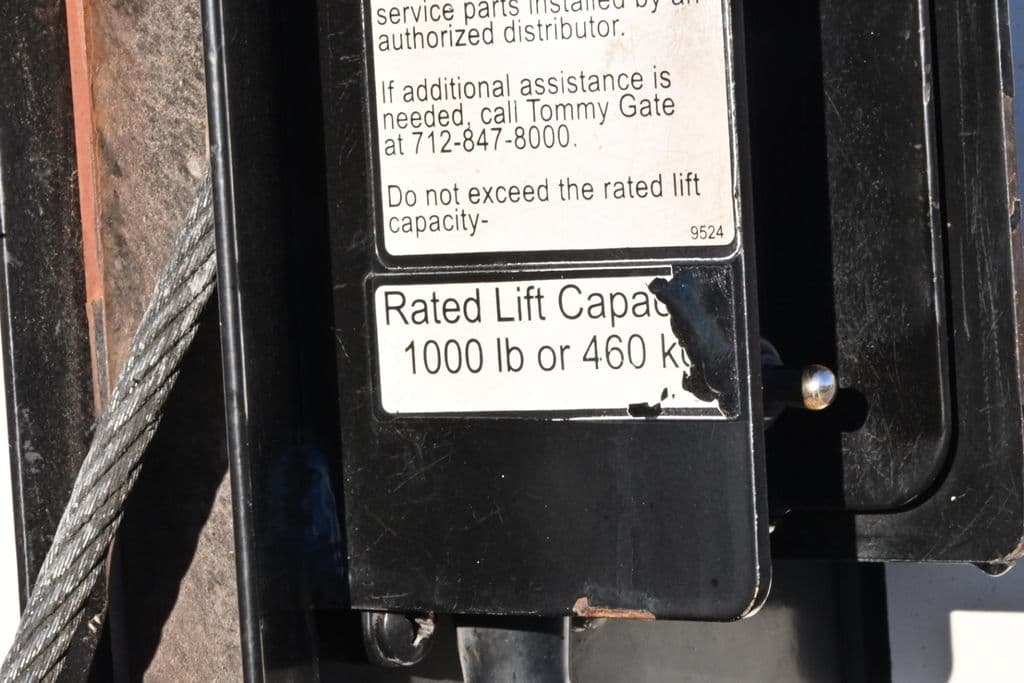 service parts installed by an
authorized distributor.
If additional assistance is
needed, call Tommy Gate
at 712-847-8000.
Do not exceed the rated lift
capacity-
9524
Rated Lift Capac
1000 lb or 460 k